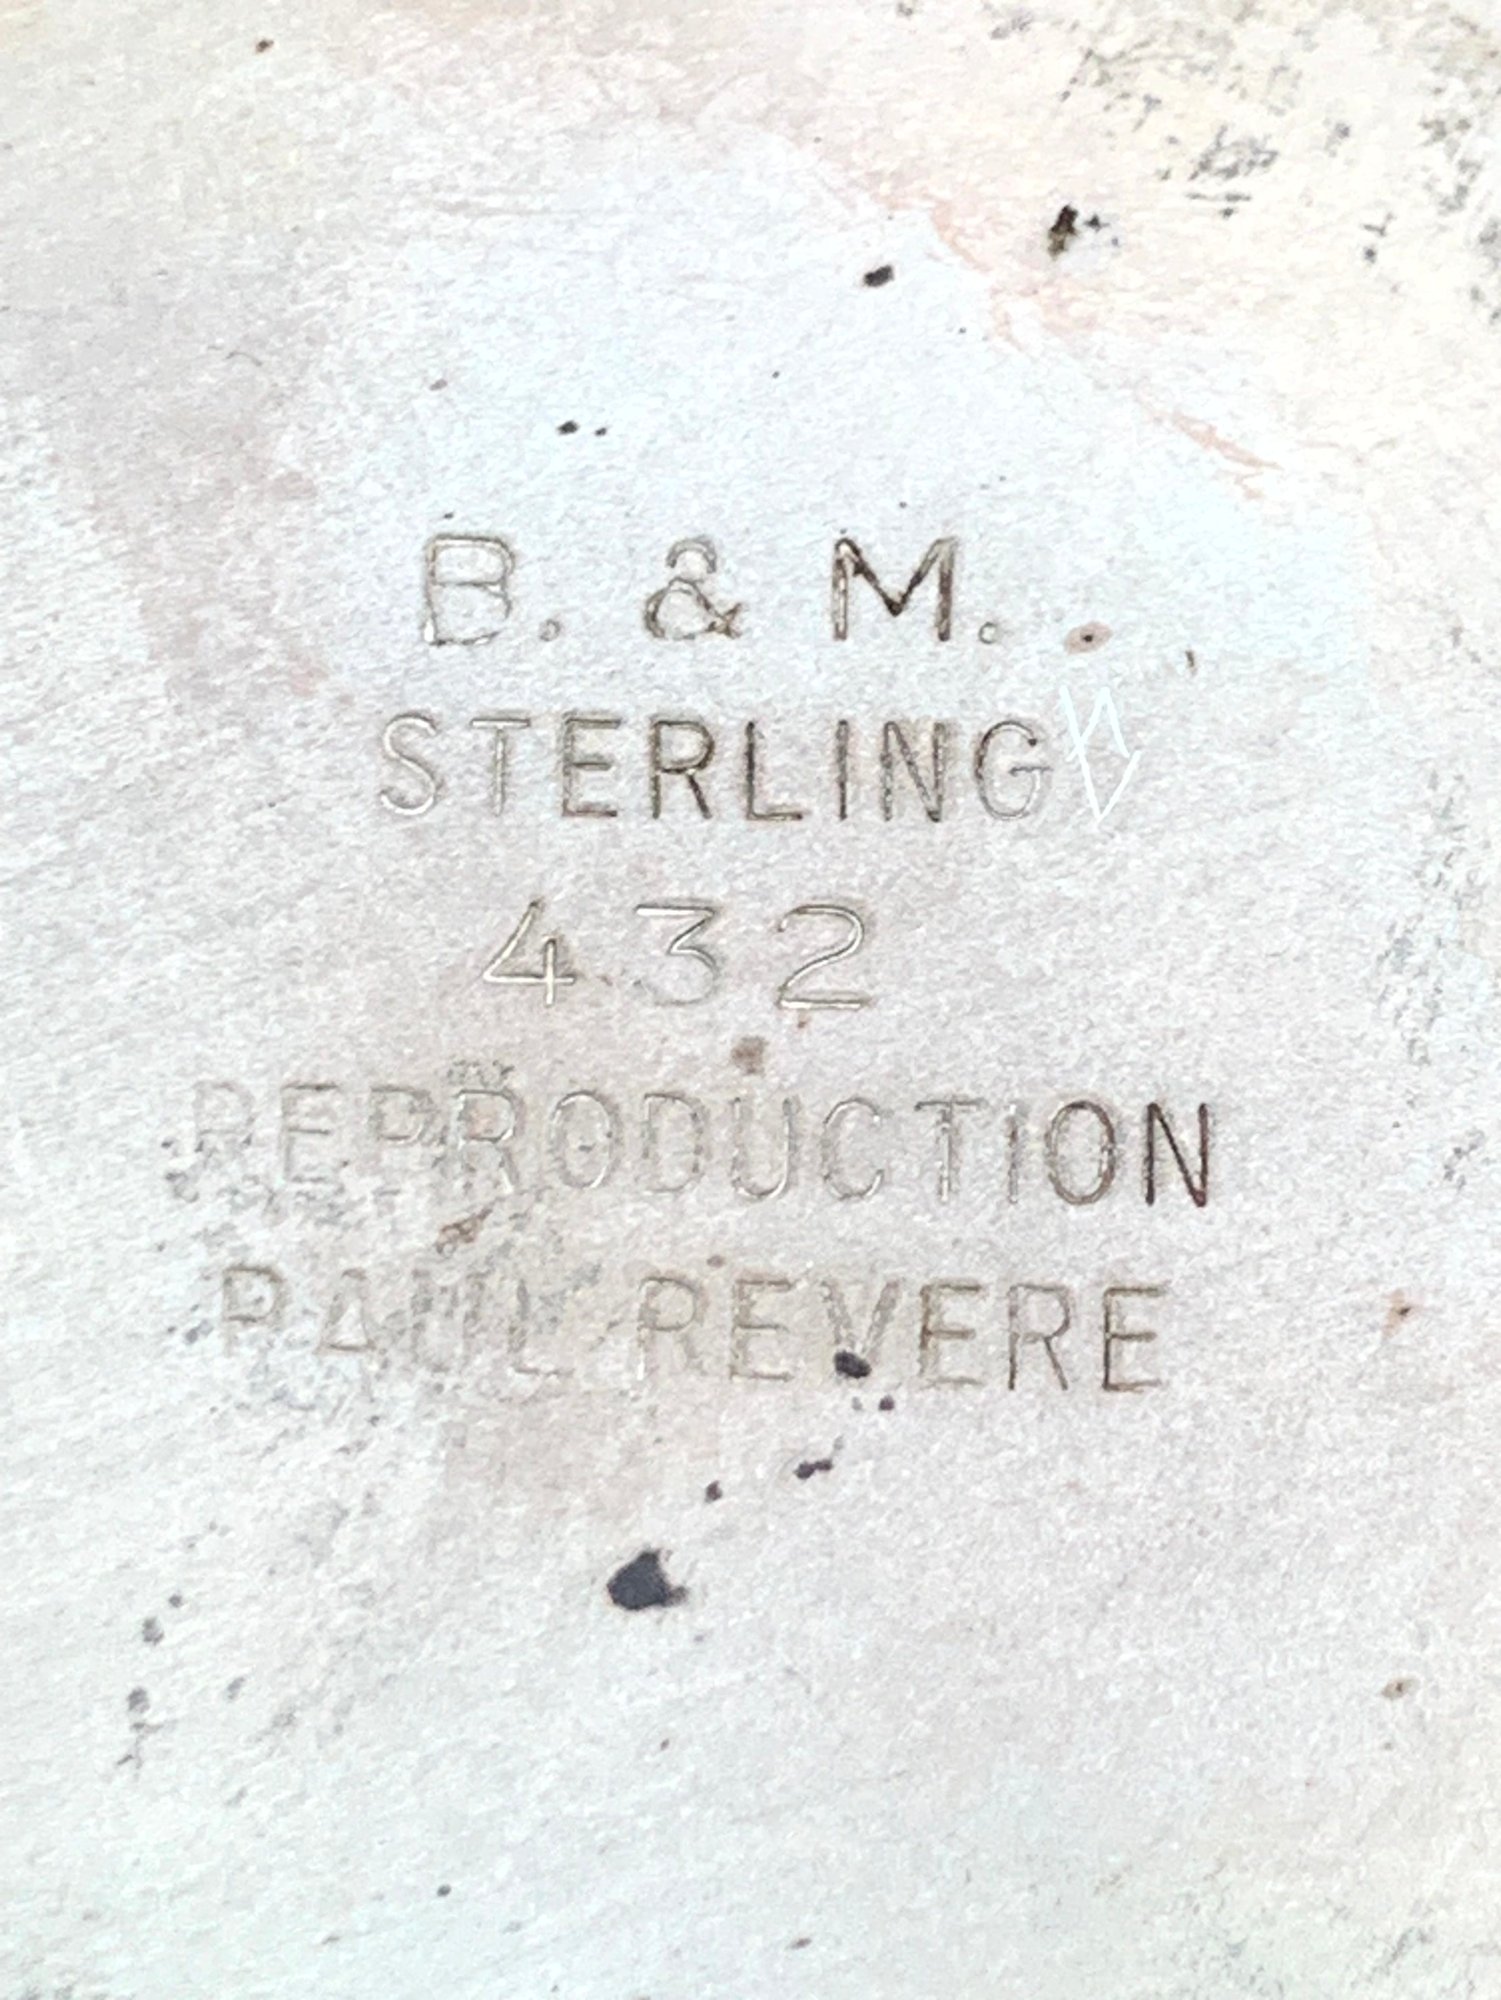 B. & M.
STERLING
432
REPRODUCTION
PAUL REVERE